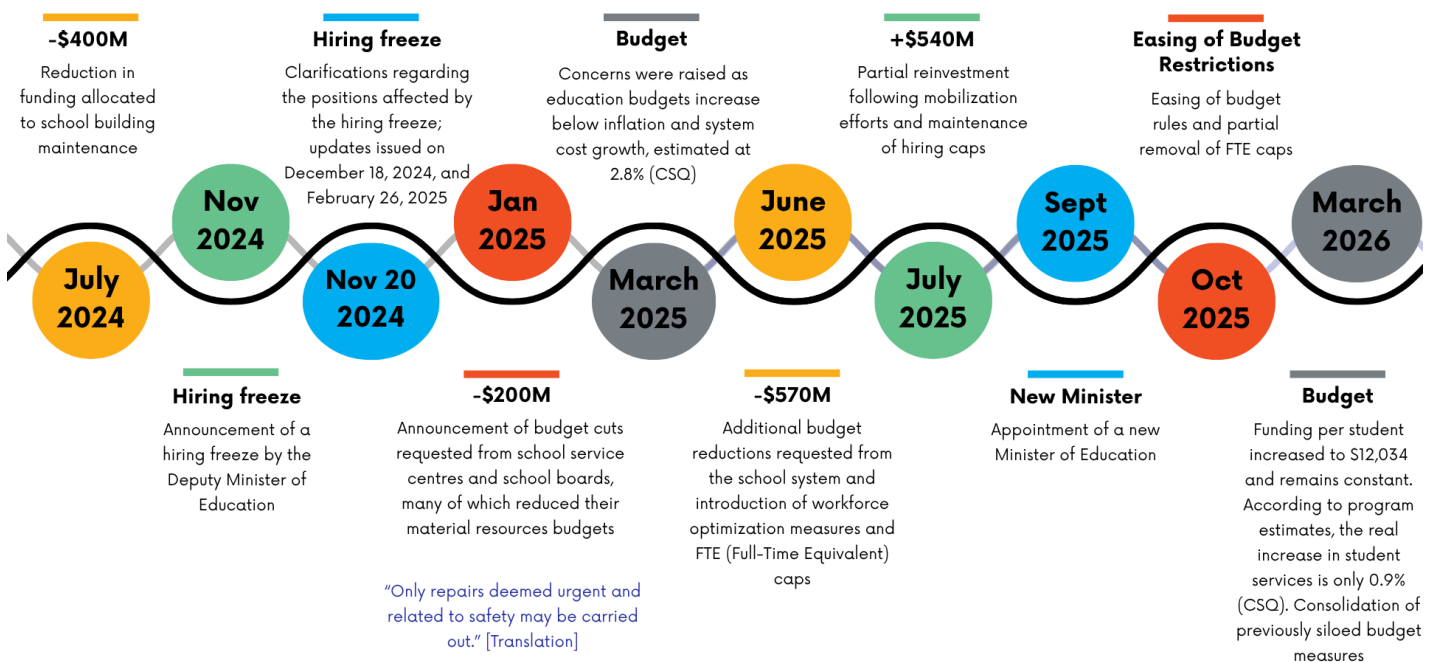 -$400M
Reduction in
funding allocated
to school building
maintenance
July
2024
Nov
2024
Hiring freeze
Announcement of a
hiring freeze by the
Deputy Minister of
Education
Hiring freeze
Clarifications regarding
the positions affected by
the hiring freeze;
updates issued on
December 18, 2024, and
February 26, 2025
Nov 20
2024
Jan
2025
-$200M
Announcement of budget cuts
requested from school service
centres and school boards,
many of which reduced their
material resources budgets
“Only repairs deemed urgent and
related to safety may be carried
out.” [Translation]
Budget
Concerns were raised as
education budgets increase
below inflation and system
cost growth, estimated at
2.8% (CSQ)
March
2025
June
2025
-$570M
Additional budget
reductions requested from
the school system and
introduction of workforce
optimization measures and
FTE (Full-Time Equivalent)
caps
+$540M
Partial reinvestment
following mobilization
efforts and maintenance
of hiring caps
July
2025
Sept
2025
New Minister
Appointment of a new
Minister of Education
Easing of Budget
Restrictions
Easing of budget
rules and partial
removal of FTE caps
Oct
2025
March
2026
Budget
Funding per student
increased to $12,034
and remains constant.
According to program
estimates, the real
increase in student
services is only 0.9%
(CSQ). Consolidation of
previously siloed budget
measures